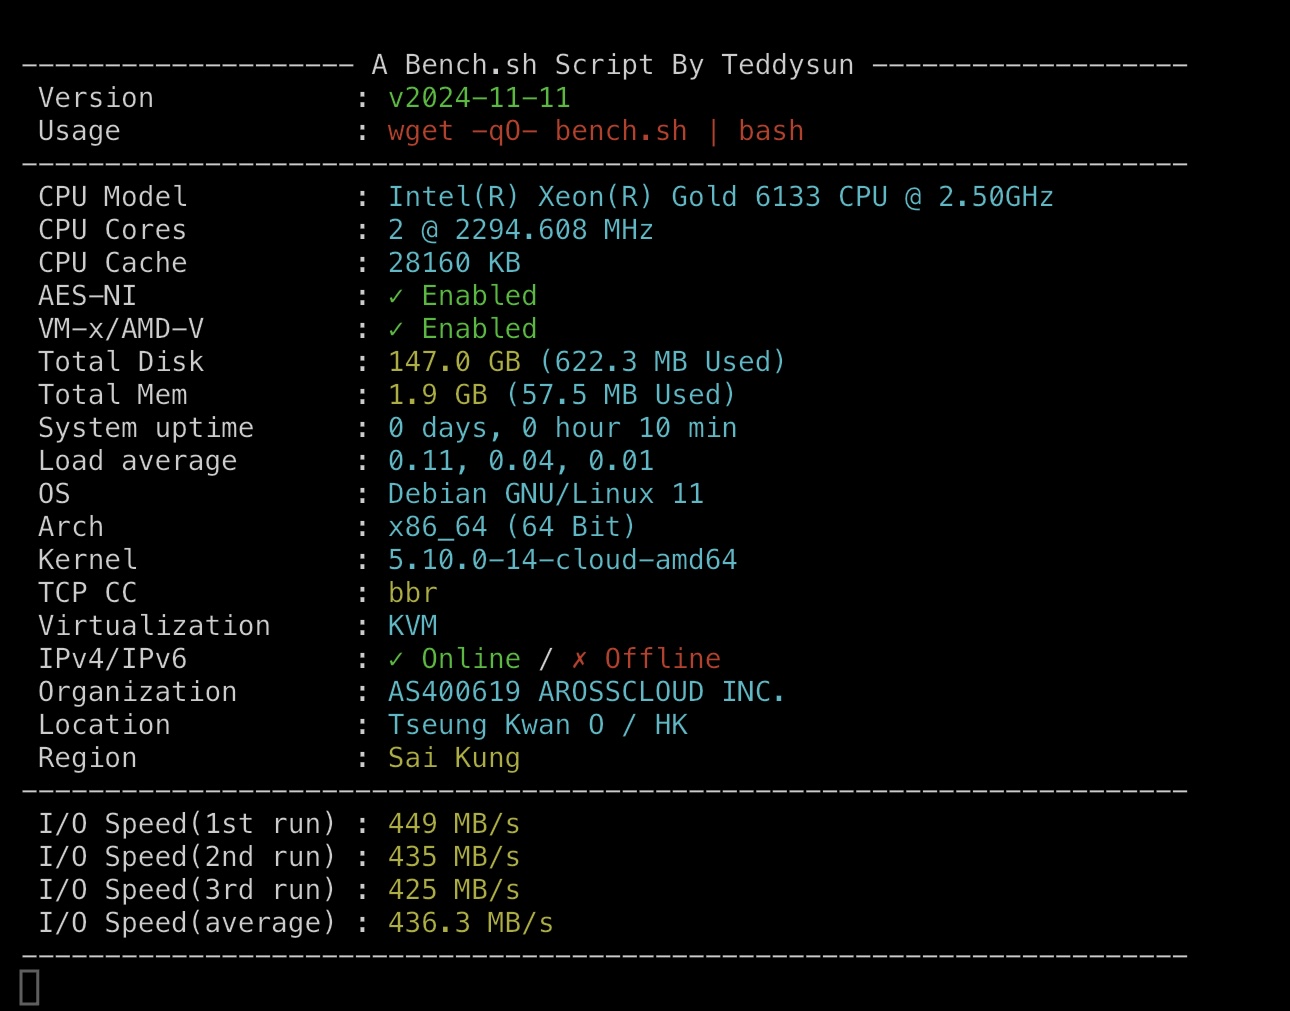 -------------------- A Bench.sh Script By Teddysun -------------------
Version : v2024-11-11
Usage : wget -qO- bench.sh | bash
----------------------------------------------------------------------
CPU Model : Intel(R) Xeon(R) Gold 6133 CPU @ 2.50GHz
CPU Cores : 2 @ 2294.608 MHz
CPU Cache : 28160 KB
AES-NI : ✓ Enabled
VM-x/AMD-V : ✓ Enabled
Total Disk : 147.0 GB (622.3 MB Used)
Total Mem : 1.9 GB (57.5 MB Used)
System uptime : 0 days, 0 hour 10 min
Load average : 0.11, 0.04, 0.01
OS : Debian GNU/Linux 11
Arch : x86_64 (64 Bit)
Kernel : 5.10.0-14-cloud-amd64
TCP CC : bbr
Virtualization : KVM
IPv4/IPv6 : ✓ Online / ✗ Offline
Organization : AS400619 AROSSCLOUD INC.
Location : Tseung Kwan O / HK
Region : Sai Kung
----------------------------------------------------------------------
I/O Speed(1st run) : 449 MB/s
I/O Speed(2nd run) : 435 MB/s
I/O Speed(3rd run) : 425 MB/s
I/O Speed(average) : 436.3 MB/s
----------------------------------------------------------------------